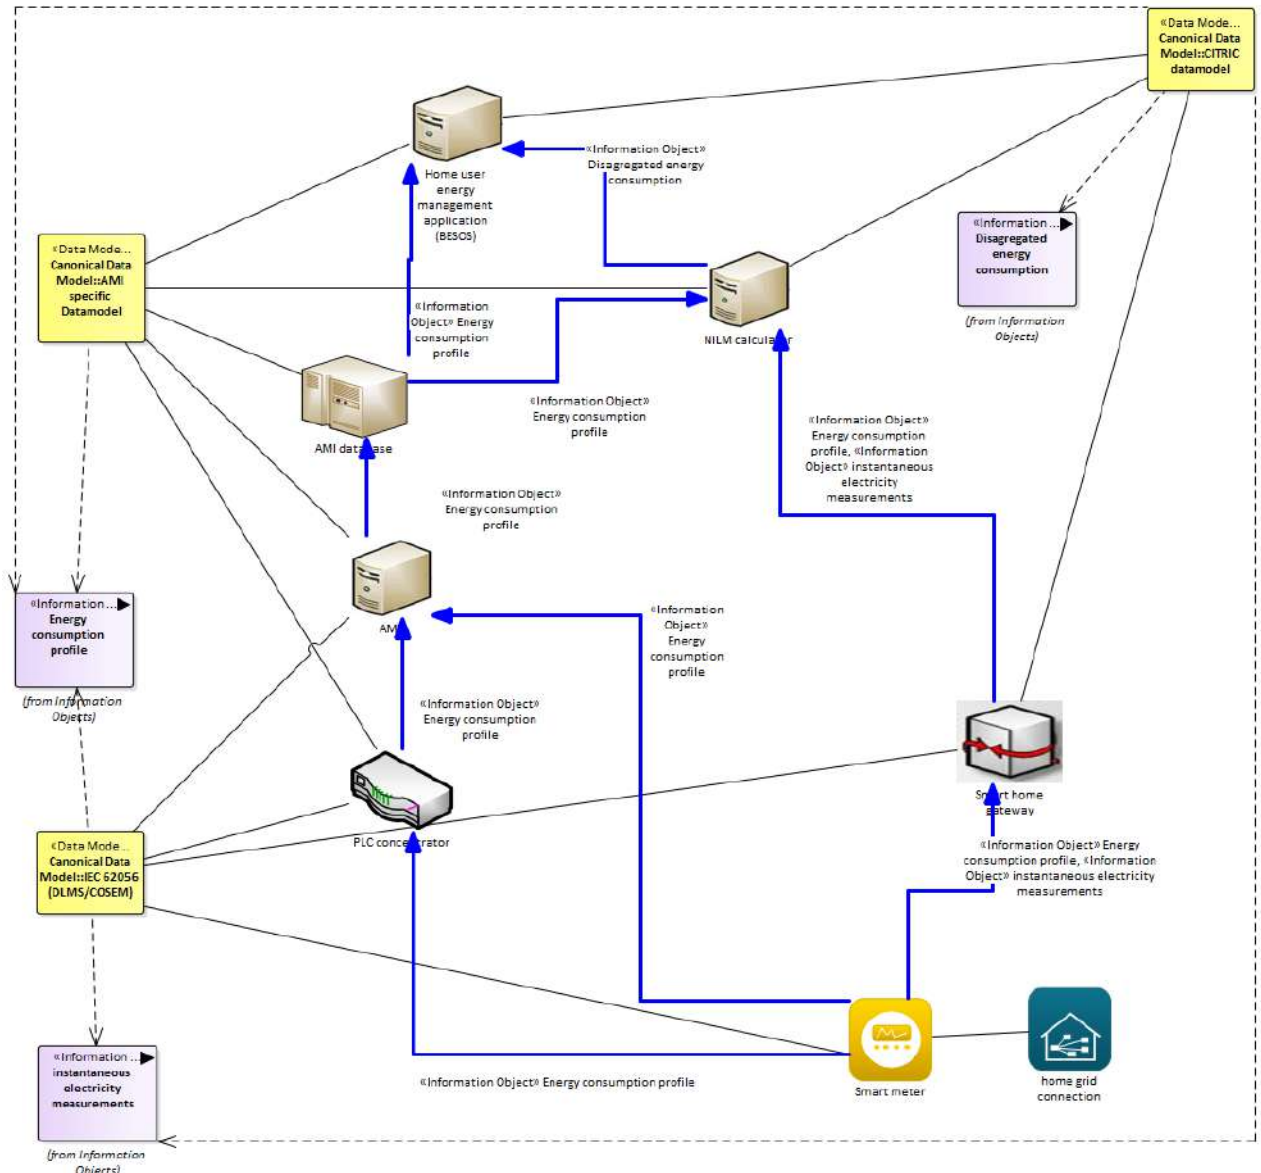 «Data Mode...
Canonical Data
Model::CITRIC
datamodel
«Information Object»
Disagregated energy
consumption
Home user
energy
management
application
(BESOS)
«Information ...
Disagregated
energy
consumption
(from Information
Objects)
«Data Mode...
Canonical Data
Model::AMI
specific
Datamodel
«Information
Object» Energy
consumption
profile
NILM calculator
«Information Object»
Energy consumption
profile
«Information Object»
Energy consumption
profile, «Information
Object» instantaneous
electricity
measurements
AMI database
«Information Object»
Energy consumption
profile
«Information ...
Energy
consumption
profile
(from Information
Objects)
«Information
Object»
Energy
consumption
profile
«Information Object»
Energy consumption
profile
Smart home
gateway
PLC concentrator
«Data Mode...
Canonical Data
Model::IEC 62056
(DLMS/COSEM)
«Information Object» Energy
consumption profile, «Information
Object» instantaneous electricity
measurements
«Information ...
instantaneous
electricity
measurements
(from Information
Objects)
«Information Object» Energy consumption profile
Smart meter
home grid
connection